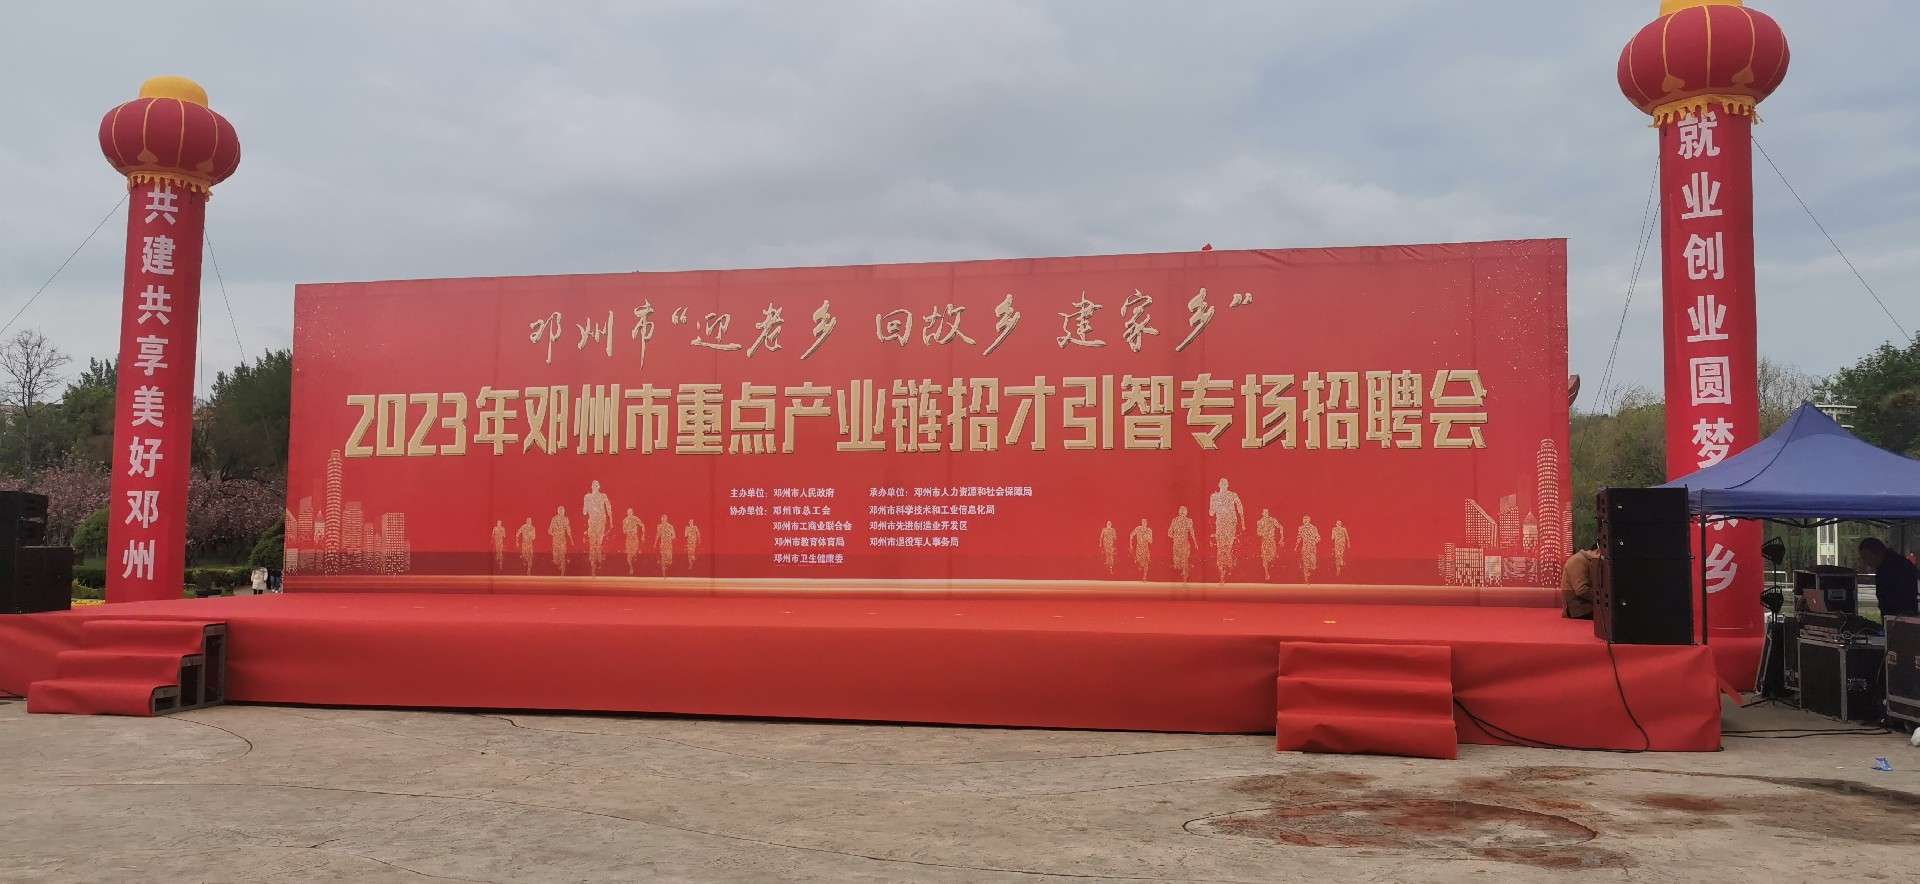 共建共享美好邓州
邓州市“迎老乡 回故乡 建家乡”
2023年邓州市重点产业链招才引智专场招聘会
主办单位：邓州市人民政府 承办单位：邓州市人力资源和社会保障局
协办单位：邓州市总工会 邓州市科学技术和工业信息化局
邓州市工商业联合会 邓州市先进制造业开发区
邓州市教育体育局 邓州市退役军人事务局
邓州市卫生健康委
就业创业圆梦家乡